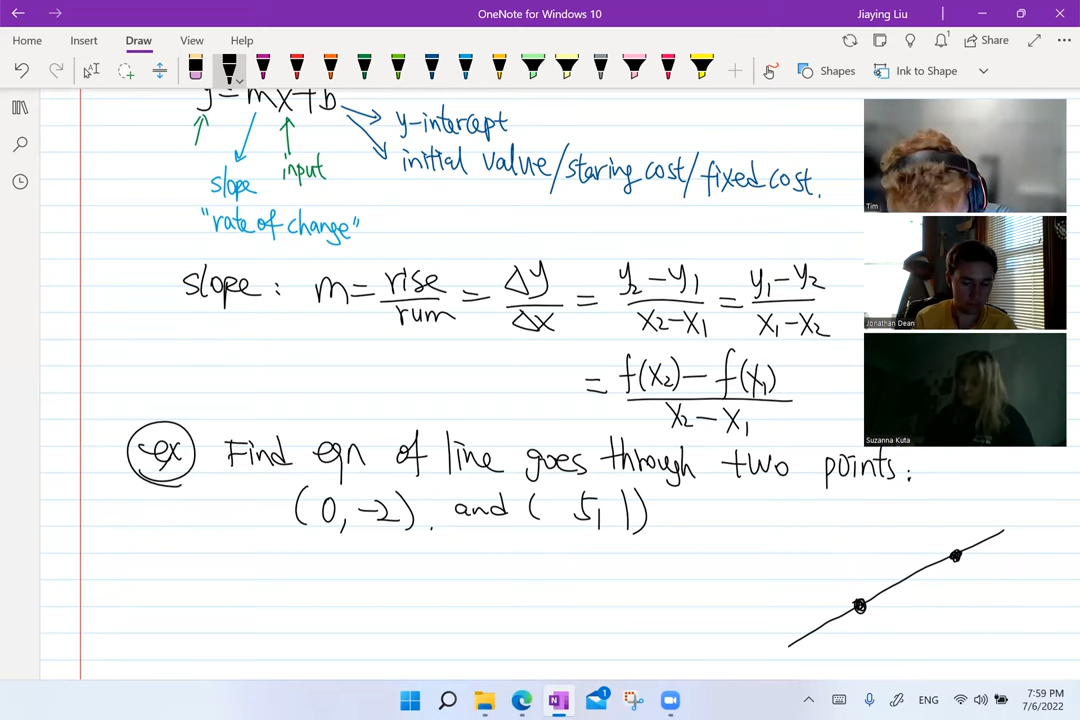 OneNote for Windows 10
Jiaying Liu
Home Insert Draw View Help
Share
Shapes
Ink to Shape
y = mx + b
y-intercept
input
initial value/staring cost/fixed cost.
slope
"rate of change"
slope: m = rise/rum = Δy/Δx = y₂-y₁/x₂-x₁ = y₁-y₂/x₁-x₂
= f(x₂) - f(x₁)/x₂ - x₁
ex Find eqn of line goes through two points:
(0, -2). and (5, 1)
Tim
Jonathan Dean
Suzanna Kuta
1
ENG
7:59 PM
7/6/2022